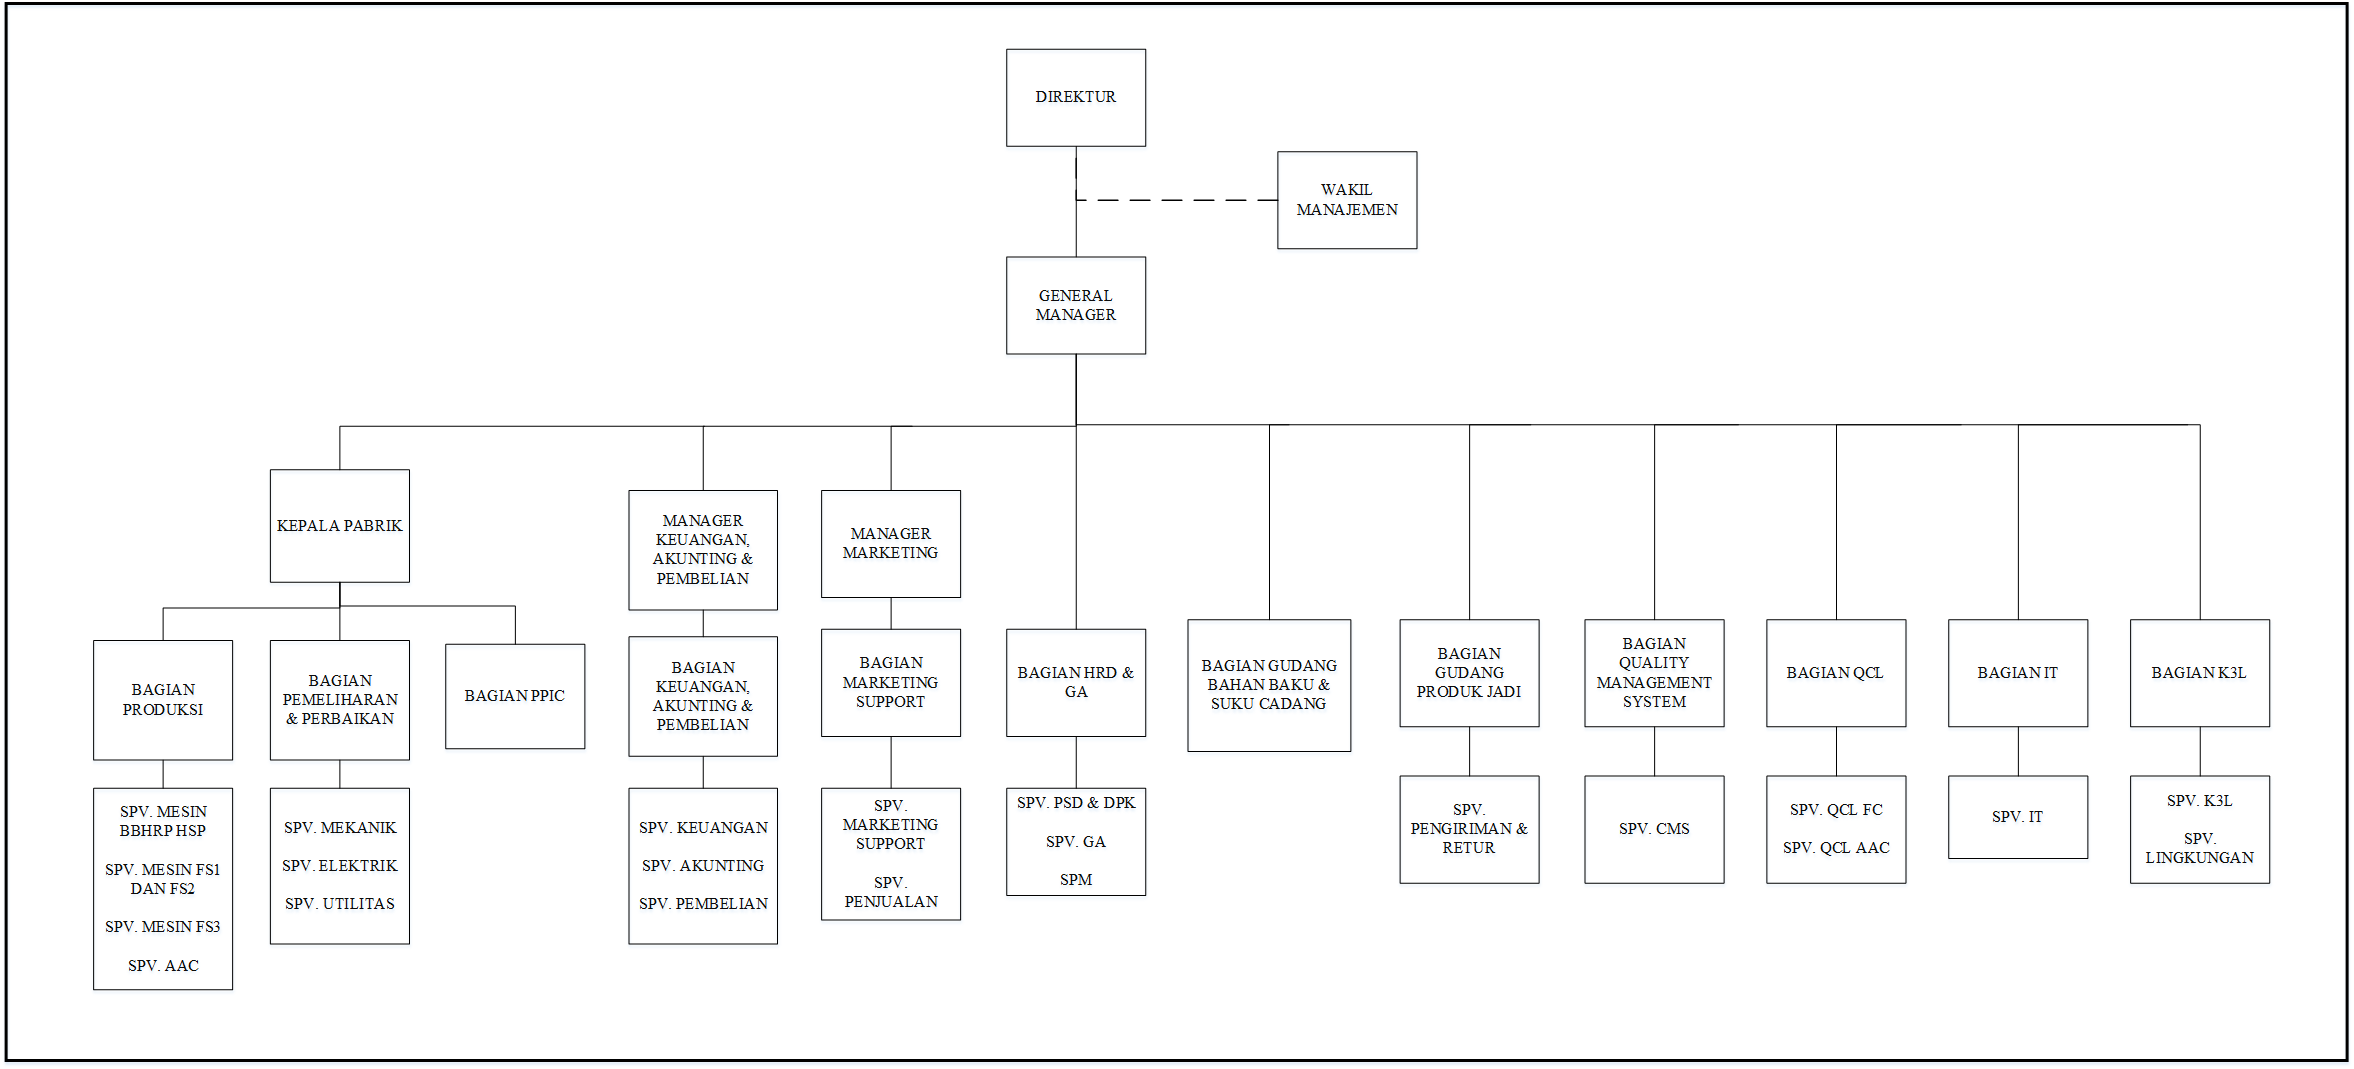 DIREKTUR
WAKIL
MANAJEMEN
GENERAL
MANAGER
KEPALA PABRIK
MANAGER
KEUANGAN,
AKUNTING &
PEMBELIAN
MANAGER
MARKETING
BAGIAN
PRODUKSI
BAGIAN
PEMELIHARAN
& PERBAIKAN
BAGIAN PPIC
BAGIAN
KEUANGAN,
AKUNTING &
PEMBELIAN
BAGIAN
MARKETING
SUPPORT
BAGIAN HRD &
GA
BAGIAN GUDANG
BAHAN BAKU &
SUKU CADANG
BAGIAN
GUDANG
PRODUK JADI
BAGIAN
QUALITY
MANAGEMENT
SYSTEM
BAGIAN QCL
BAGIAN IT
BAGIAN K3L
SPV. MESIN
BBHRP HSP
SPV. MESIN FS1
DAN FS2
SPV. MESIN FS3
SPV. AAC
SPV. MEKANIK
SPV. ELEKTRIK
SPV. UTILITAS
SPV. KEUANGAN
SPV. AKUNTING
SPV. PEMBELIAN
SPV.
MARKETING
SUPPORT
SPV.
PENJUALAN
SPV. PSD & DPK
SPV. GA
SPM
SPV.
PENGIRIMAN &
RETUR
SPV. CMS
SPV. QCL FC
SPV. QCL AAC
SPV. IT
SPV. K3L
SPV.
LINGKUNGAN